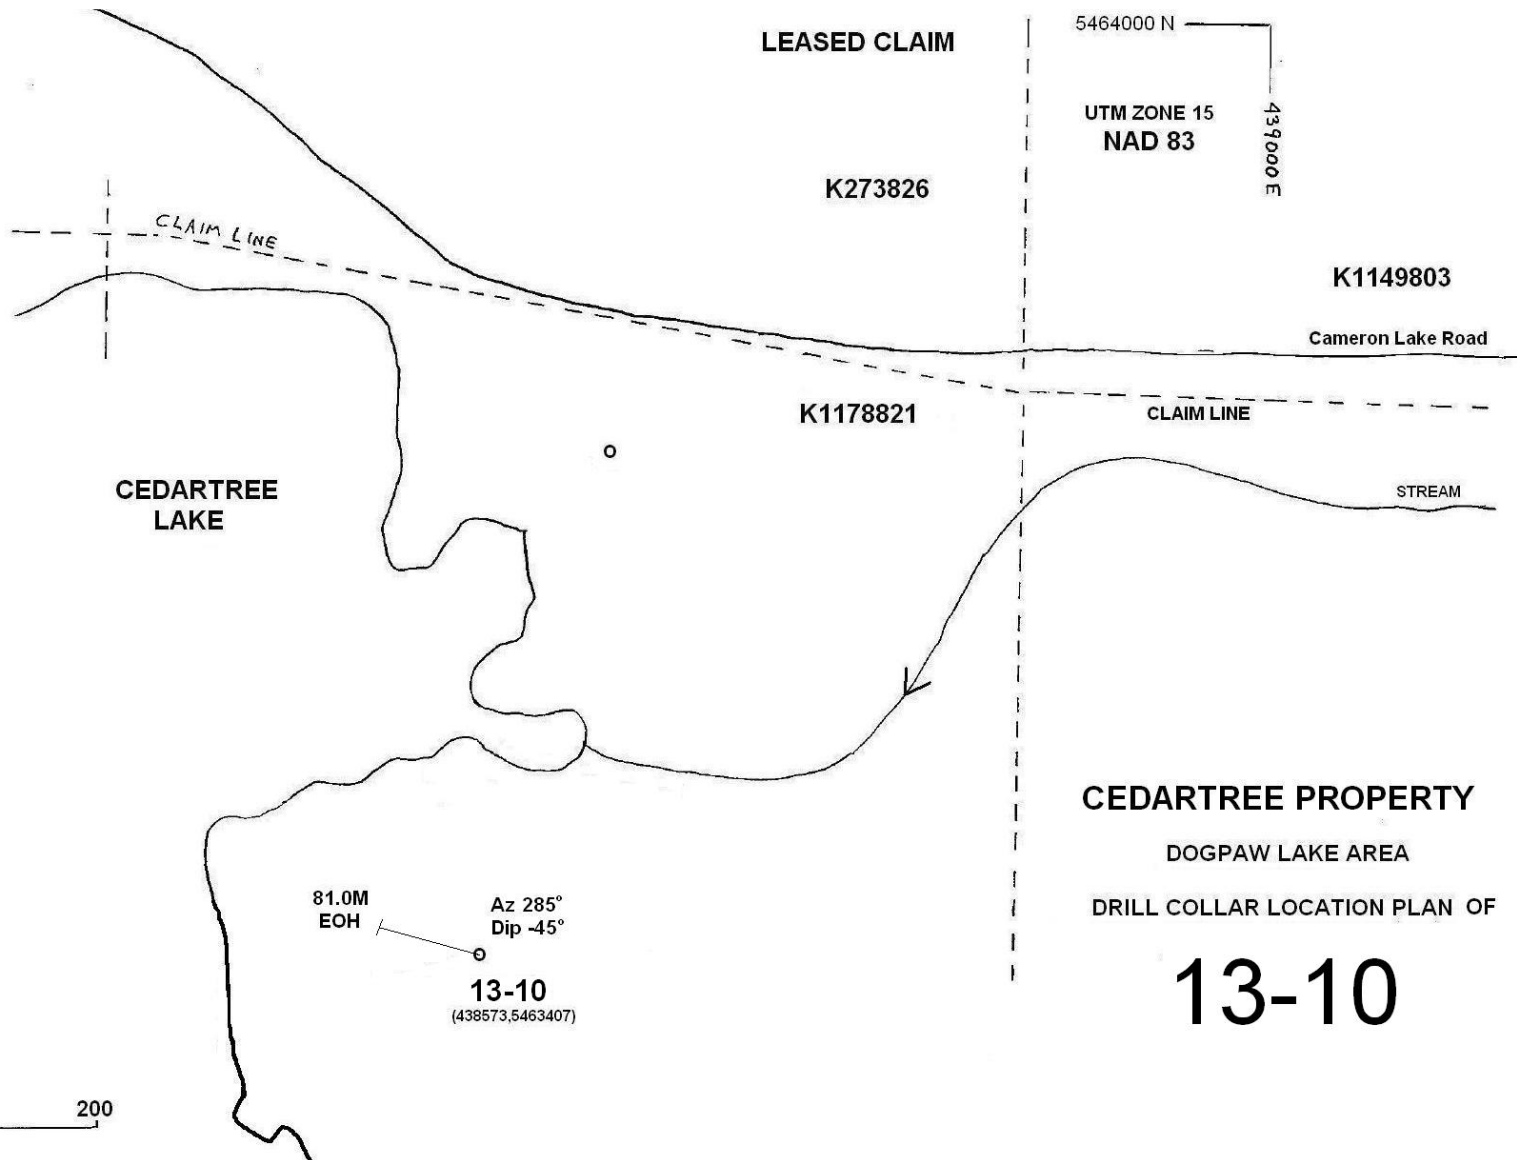 LEASED CLAIM
5464000 N
439000E
UTM ZONE 15
NAD 83
K273826
CLAIM LINE
K1149803
Cameron Lake Road
K1178821
CLAIM LINE
CEDARTREE
LAKE
STREAM
CEDARTREE PROPERTY
DOGPAW LAKE AREA
DRILL COLLAR LOCATION PLAN OF
13-10
81.0M
EOH
Az 285°
Dip -45°
13-10
(438573,5463407)
200